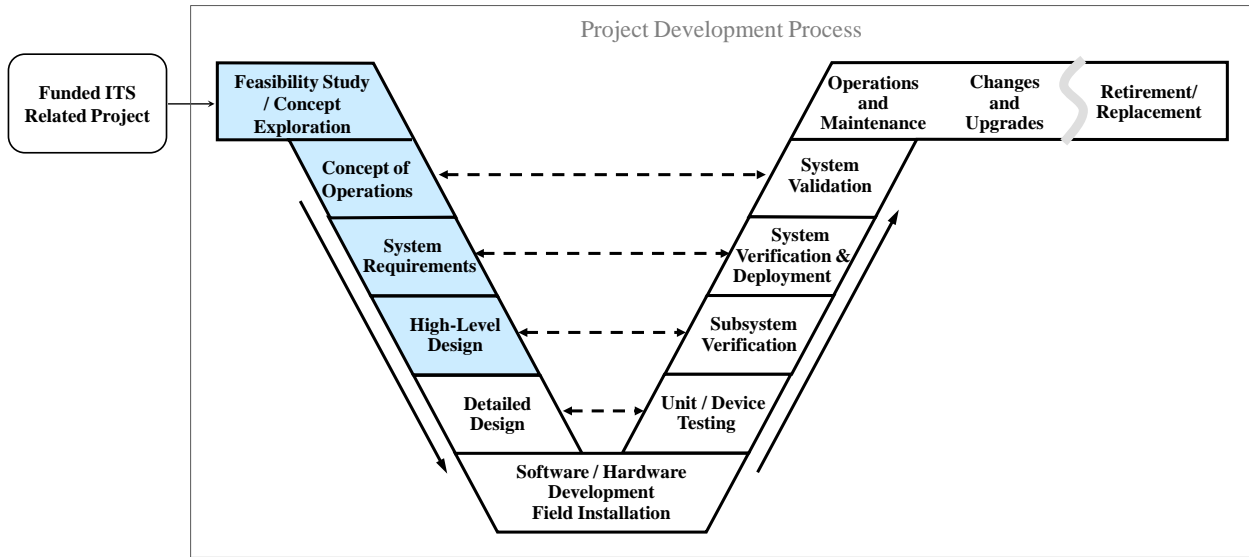 Project Development Process
Funded ITS
Related Project
Feasibility Study
/ Concept
Exploration
Concept of
Operations
System
Requirements
High-Level
Design
Detailed
Design
Software / Hardware
Development
Field Installation
Unit / Device
Testing
Subsystem
Verification
System
Verification &
Deployment
System
Validation
Operations
and
Maintenance
Changes
and
Upgrades
Retirement/
Replacement